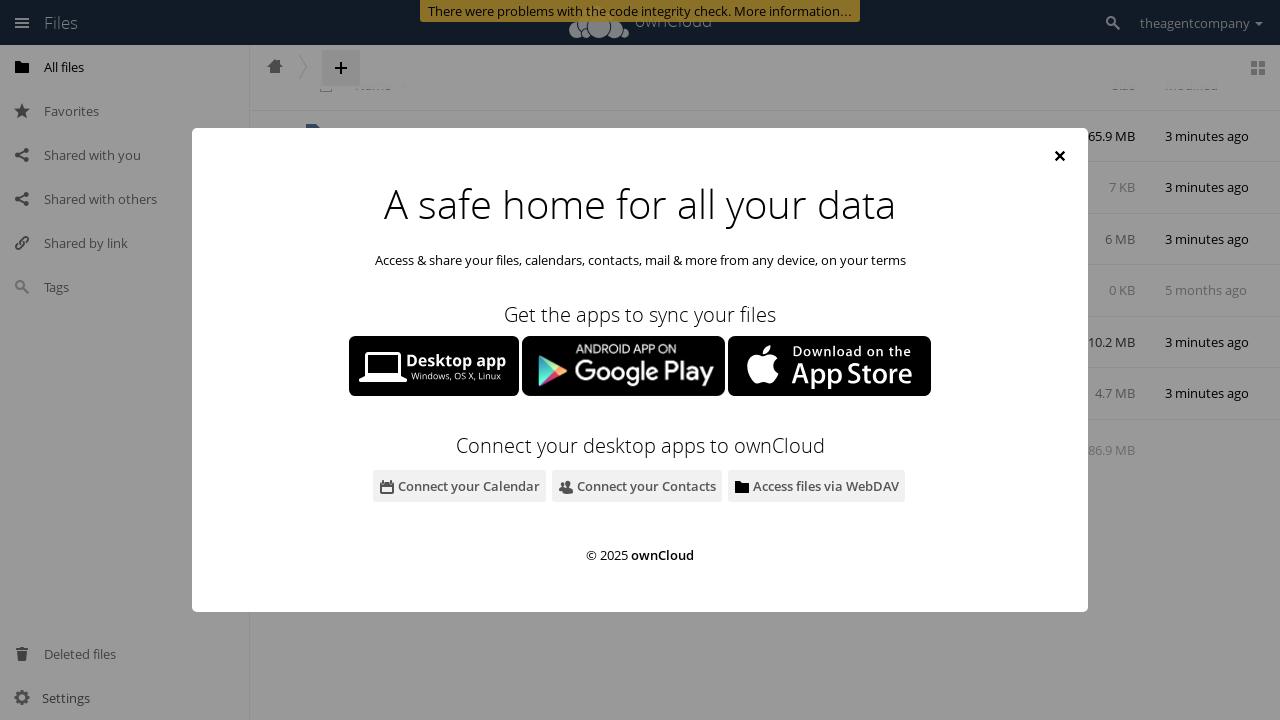 There were problems with the code integrity check. More information…
Files
ownCloud
theagentcompany
All files
Favorites
Shared with you
Shared with others
Shared by link
Tags
Deleted files
Settings
Name
Size
Modified
65.9 MB
3 minutes ago
7 KB
3 minutes ago
6 MB
3 minutes ago
0 KB
5 months ago
10.2 MB
3 minutes ago
4.7 MB
3 minutes ago
86.9 MB
A safe home for all your data
Access & share your files, calendars, contacts, mail & more from any device, on your terms
Get the apps to sync your files
Desktop app
Windows, OS X, Linux
ANDROID APP ON
Google Play
Download on the
App Store
Connect your desktop apps to ownCloud
Connect your Calendar
Connect your Contacts
Access files via WebDAV
© 2025 ownCloud